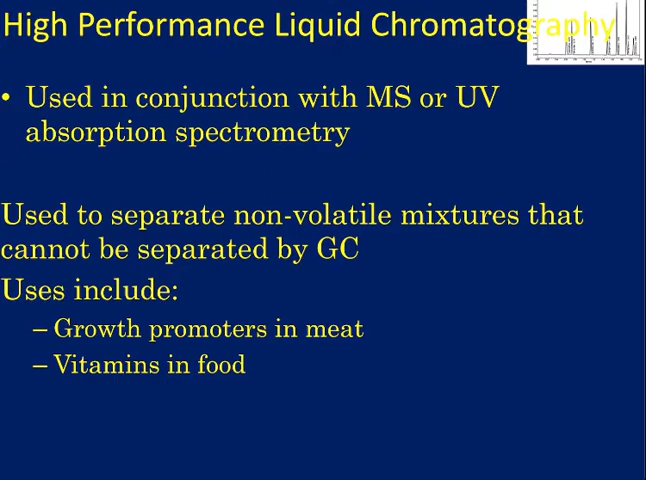 High Performance Liquid Chromatography
• Used in conjunction with MS or UV
absorption spectrometry
Used to separate non-volatile mixtures that
cannot be separated by GC
Uses include:
– Growth promoters in meat
– Vitamins in food